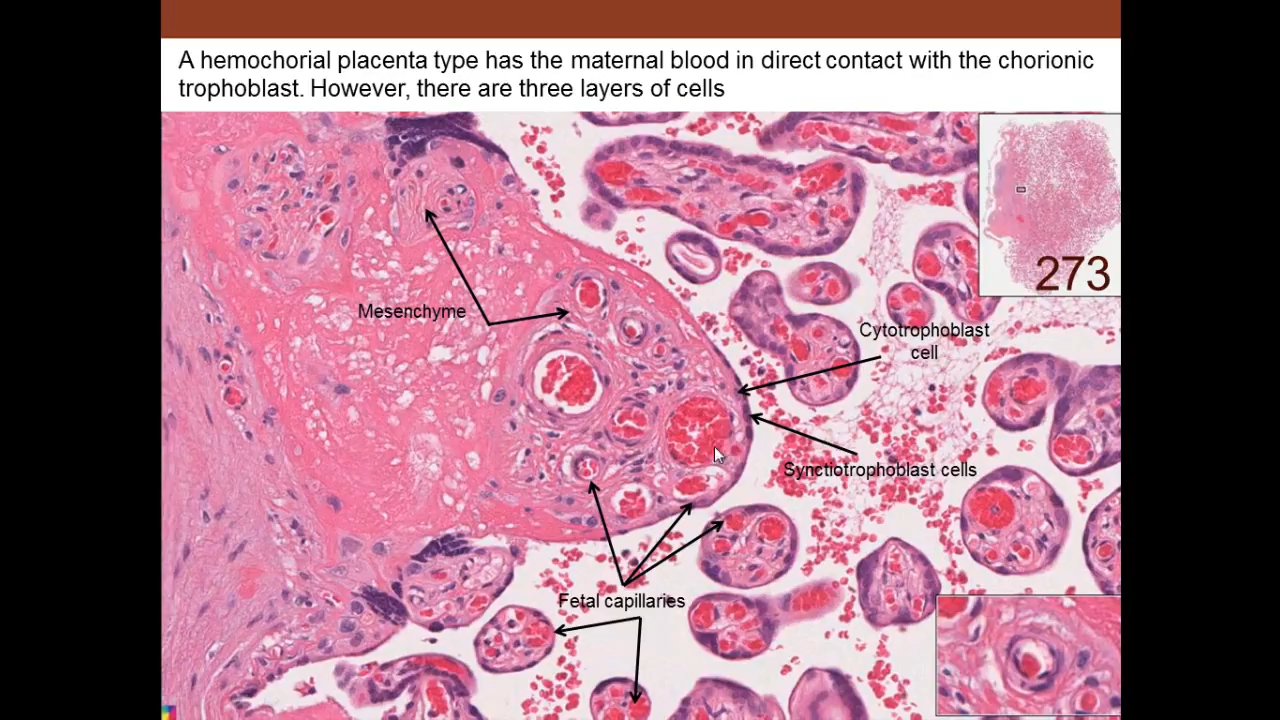 A hemochorial placenta type has the maternal blood in direct contact with the chorionic
trophoblast. However, there are three layers of cells
273
Mesenchyme
Cytotrophoblast
cell
Synctiotrophoblast cells
Fetal capillaries